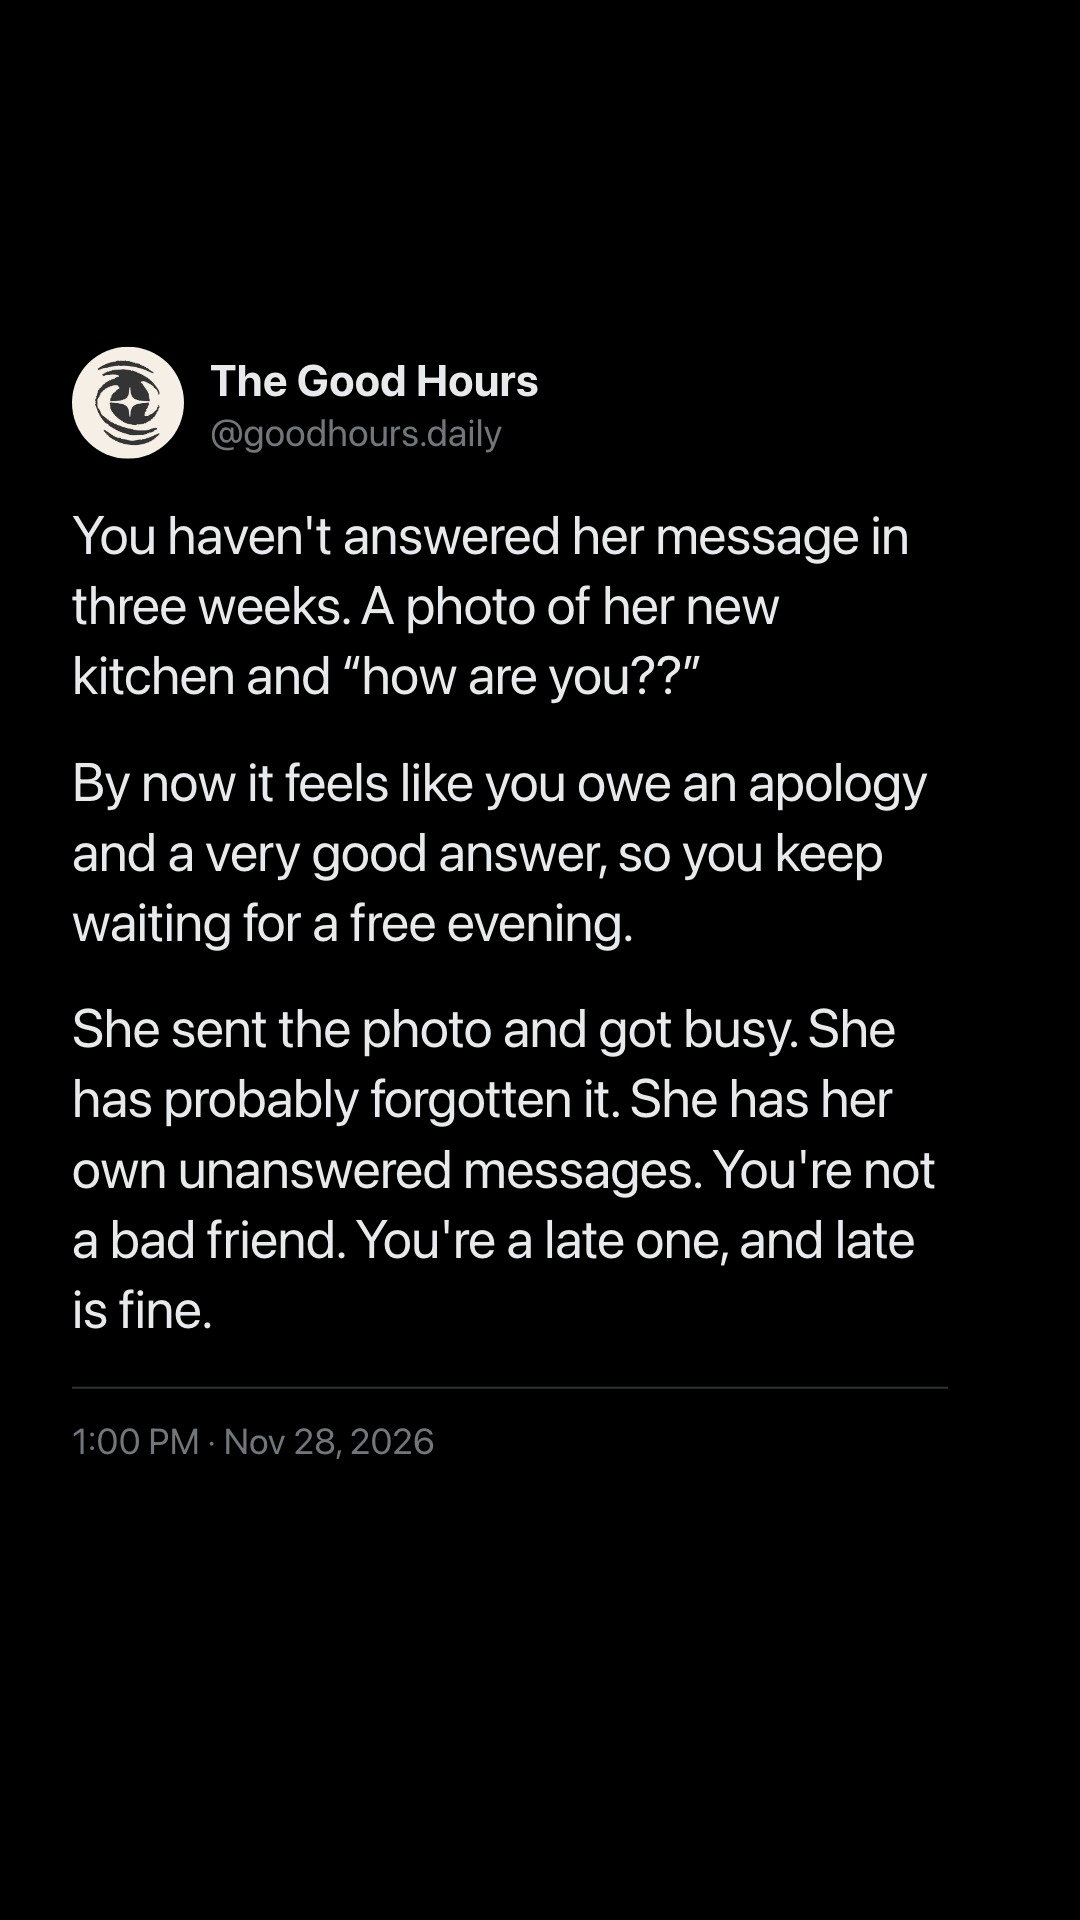 The Good Hours
@goodhours.daily
You haven't answered her message in
three weeks. A photo of her new
kitchen and “how are you??”
By now it feels like you owe an apology
and a very good answer, so you keep
waiting for a free evening.
She sent the photo and got busy. She
has probably forgotten it. She has her
own unanswered messages. You're not
a bad friend. You're a late one, and late
is fine.
1:00 PM · Nov 28, 2026